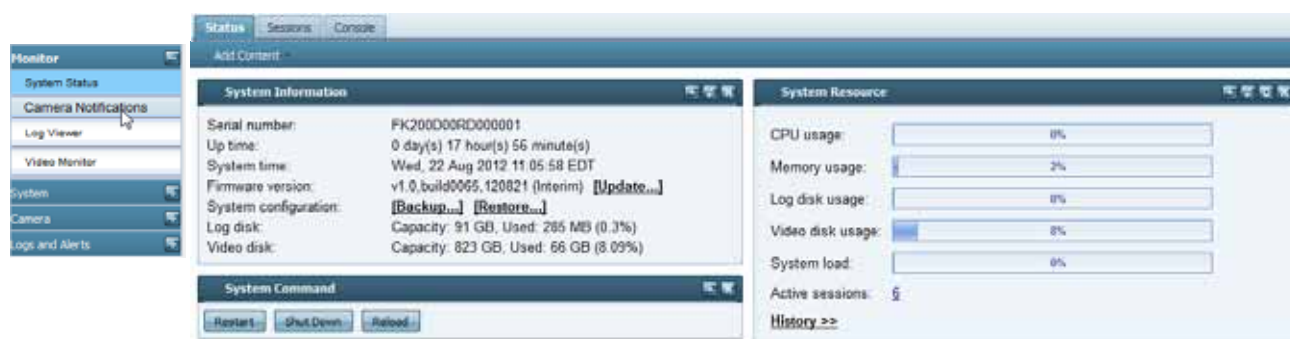 Monitor
System Status
Camera Notifications
Log Viewer
Video Monitor
System
Camera
Logs and Alerts
Status Sessions Console
Add Content
System Information
Serial number: FK200D00RD000001
Up time: 0 day(s) 17 hour(s) 56 minute(s)
System time: Wed, 22 Aug 2012 11:05:58 EDT
Firmware version: v1.0,build0065,120821 (Interim) [Update...]
System configuration: [Backup...] [Restore...]
Log disk: Capacity: 91 GB, Used: 265 MB (0.3%)
Video disk: Capacity: 823 GB, Used: 66 GB (8.09%)
System Command
Restart Shut Down Reload
System Resource
CPU usage: 0%
Memory usage: 2%
Log disk usage: 0%
Video disk usage: 8%
System load: 0%
Active sessions: 6
History >>